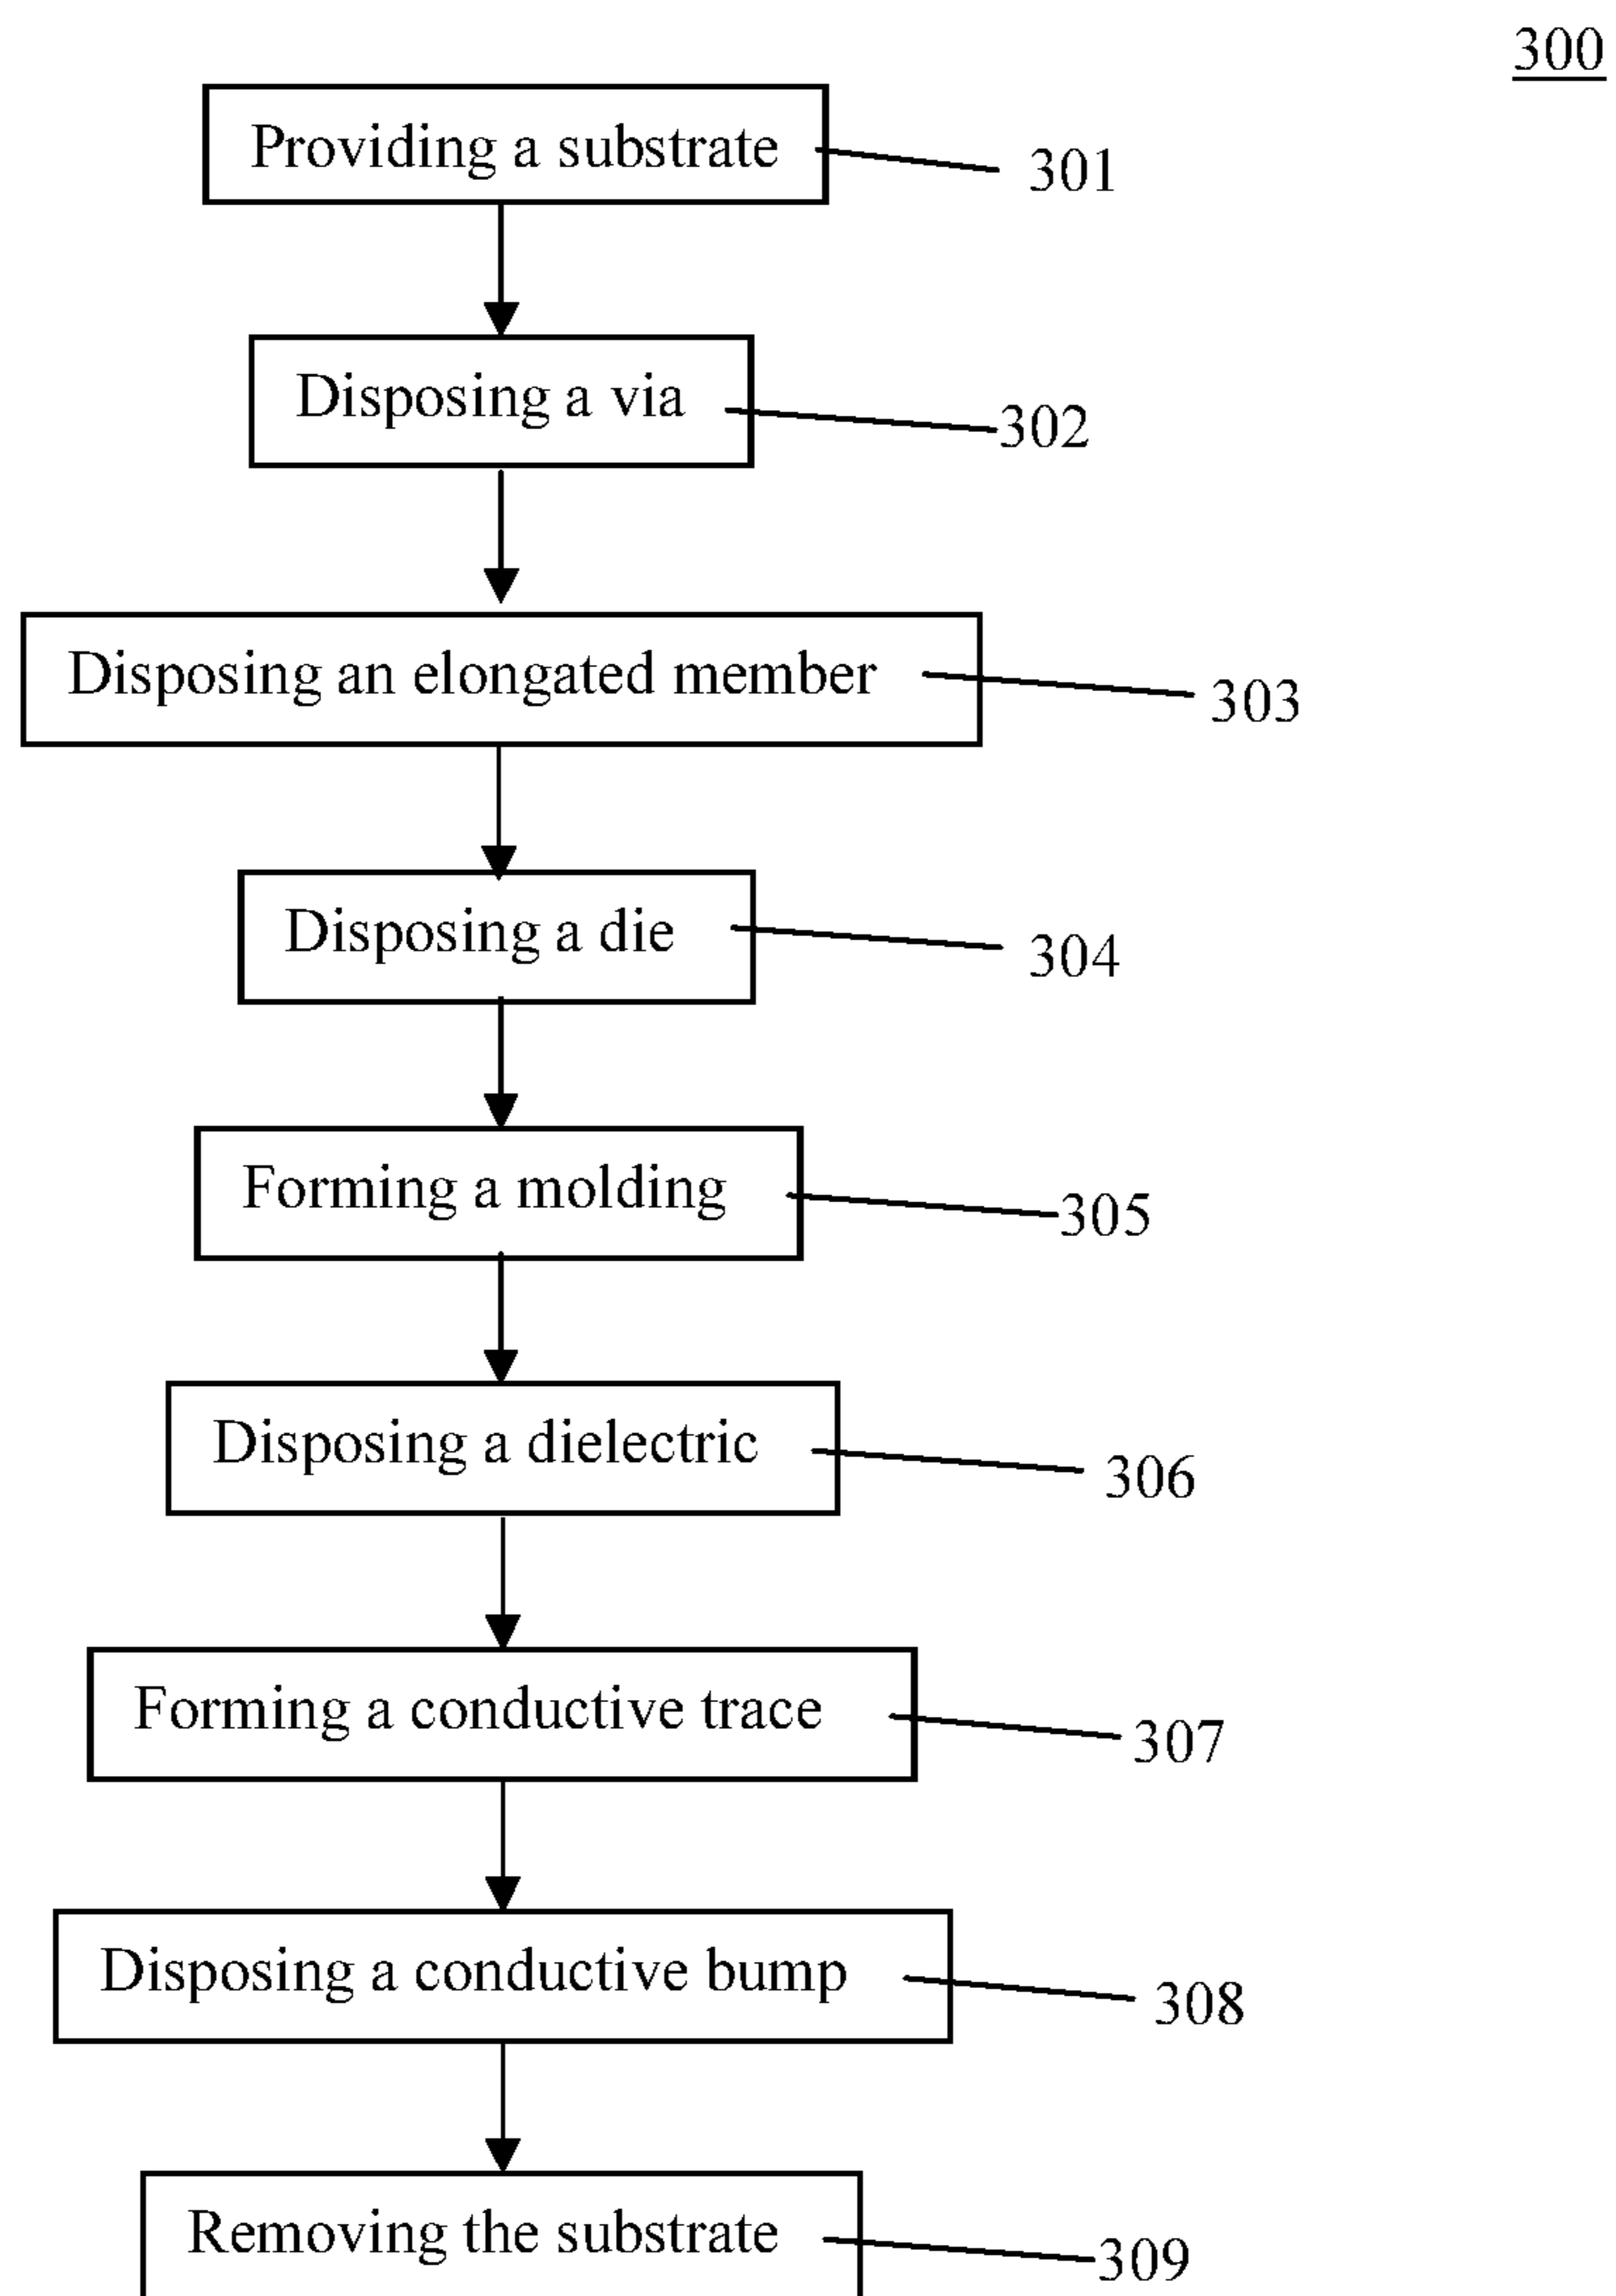 300
Providing a substrate
301
Disposing a via
302
Disposing an elongated member
303
Disposing a die
304
Forming a molding
305
Disposing a dielectric
306
Forming a conductive trace
307
Disposing a conductive bump
308
Removing the substrate
309